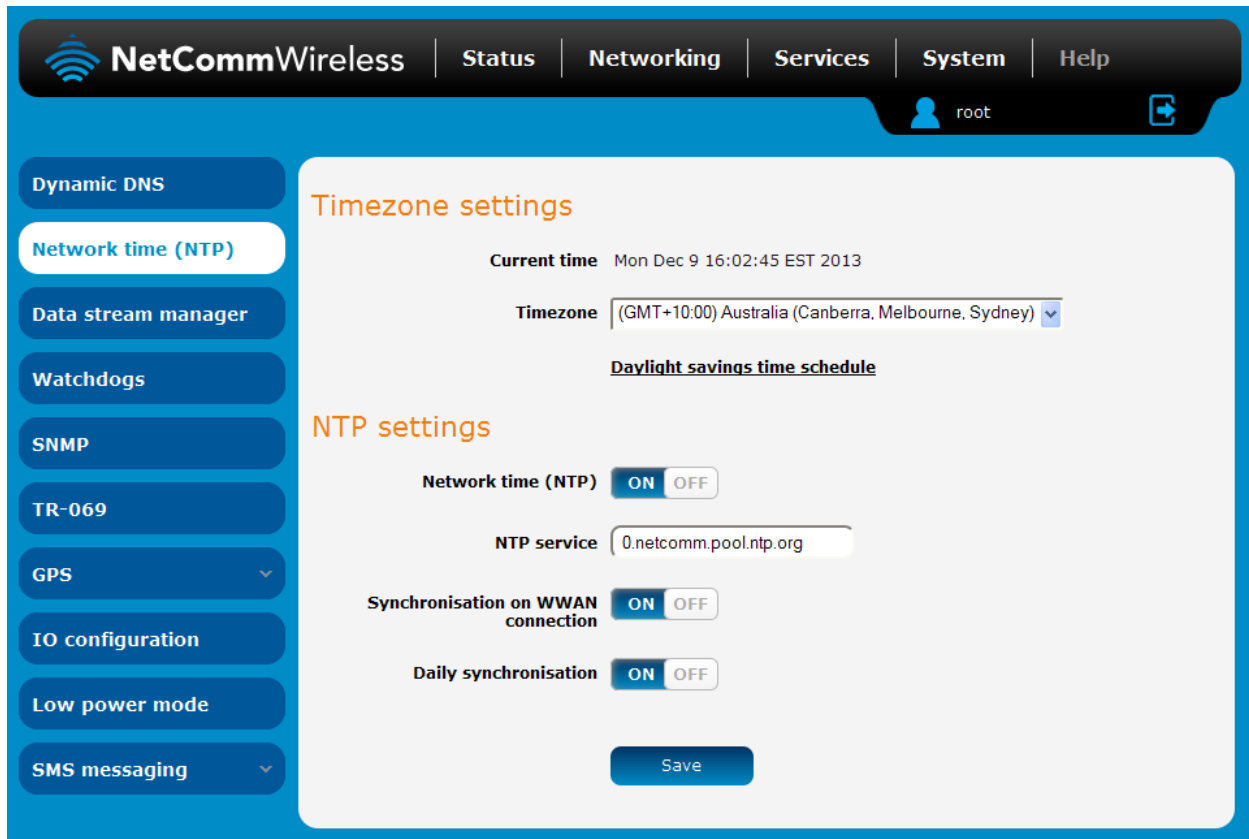 NetCommWireless
Status
Networking
Services
System
Help
root
Dynamic DNS
Network time (NTP)
Data stream manager
Watchdogs
SNMP
TR-069
GPS
IO configuration
Low power mode
SMS messaging
Timezone settings
Current time Mon Dec 9 16:02:45 EST 2013
Timezone (GMT+10:00) Australia (Canberra, Melbourne, Sydney)
Daylight savings time schedule
NTP settings
Network time (NTP) ON OFF
NTP service 0.netcomm.pool.ntp.org
Synchronisation on WWAN
connection ON OFF
Daily synchronisation ON OFF
Save